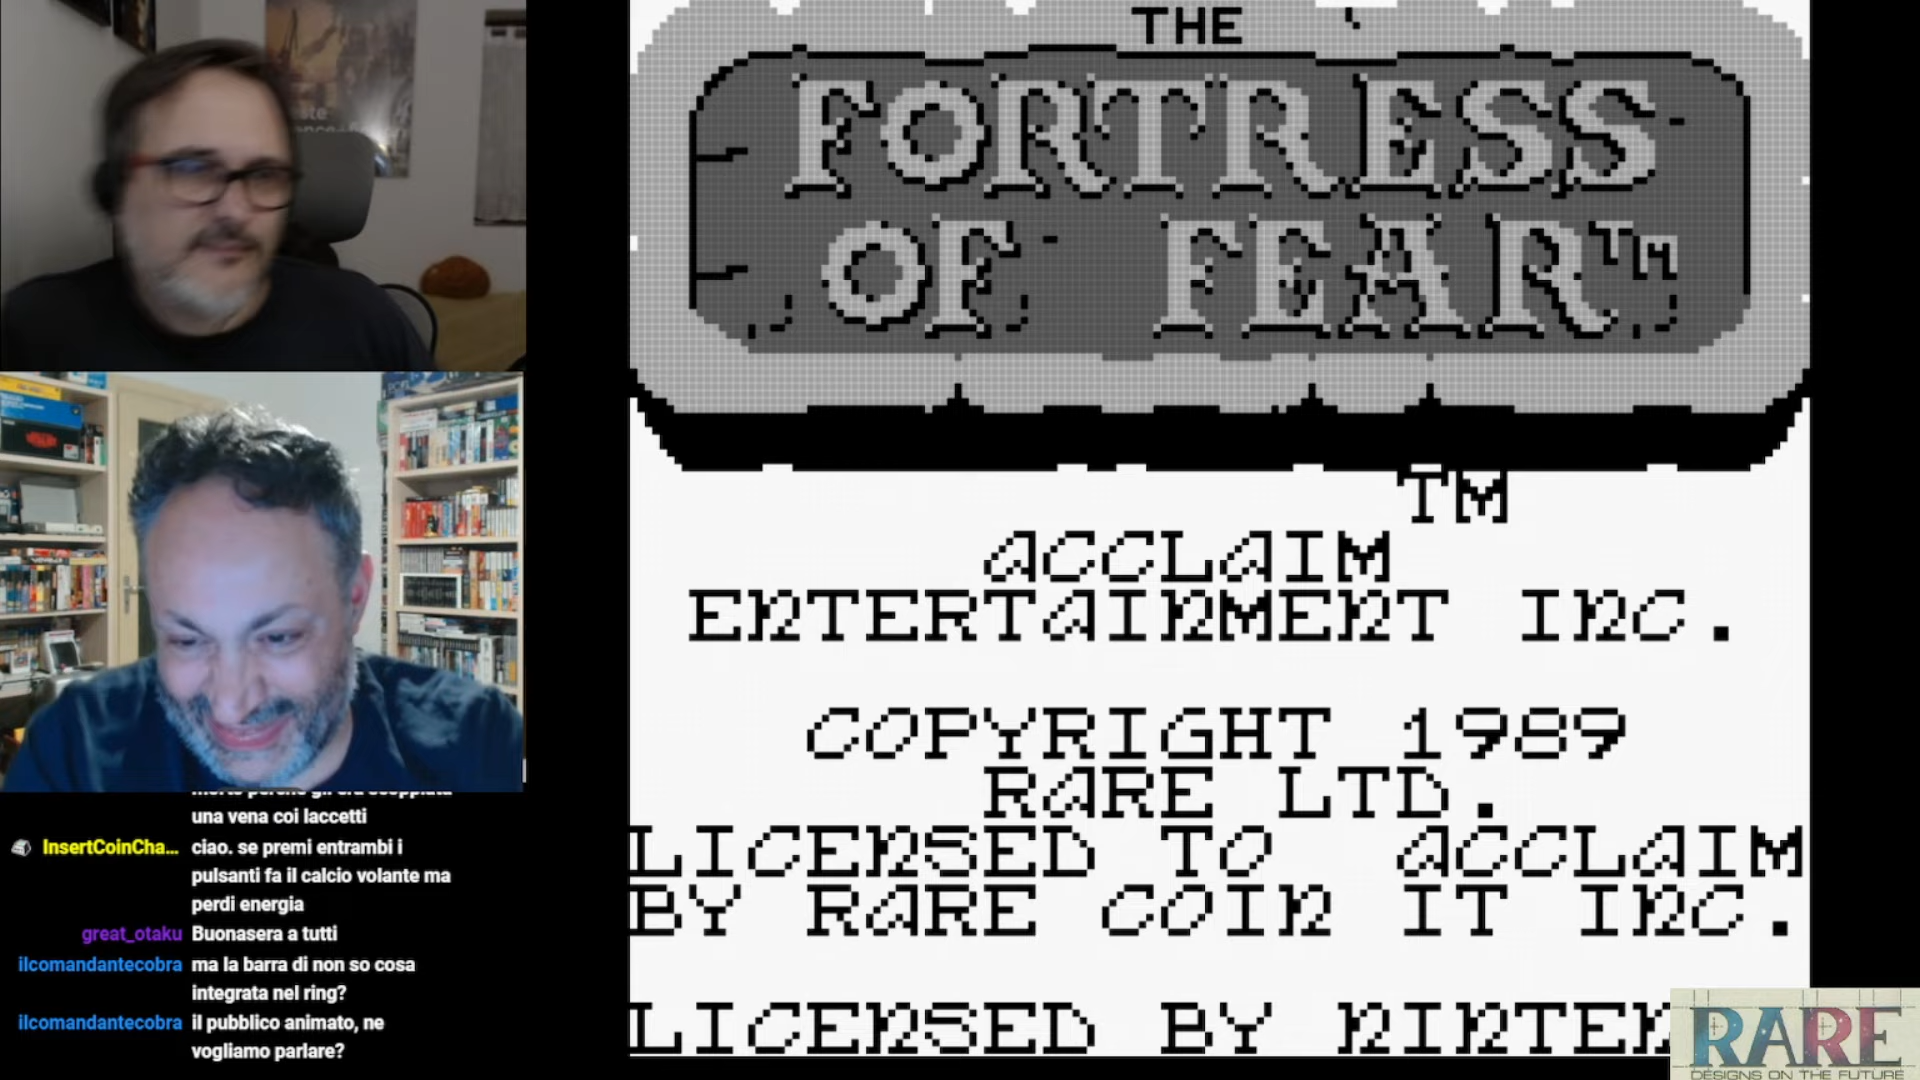 THE
FORTRESS
OF FEAR™
TM
ACCLAIM
ENTERTAINMENT INC.
COPYRIGHT 1989
RARE LTD.
LICENSED TO ACCLAIM
BY RARE COIN IT INC.
LICENSED BY NINTEN
RARE
DESIGNS ON THE FUTURE
una vena coi laccetti
InsertCoinCha... ciao. se premi entrambi i
pulsanti fa il calcio volante ma
perdi energia
great_otaku Buonasera a tutti
ilcomandantecobra ma la barra di non so cosa
integrata nel ring?
ilcomandantecobra il pubblico animato, ne
vogliamo parlare?